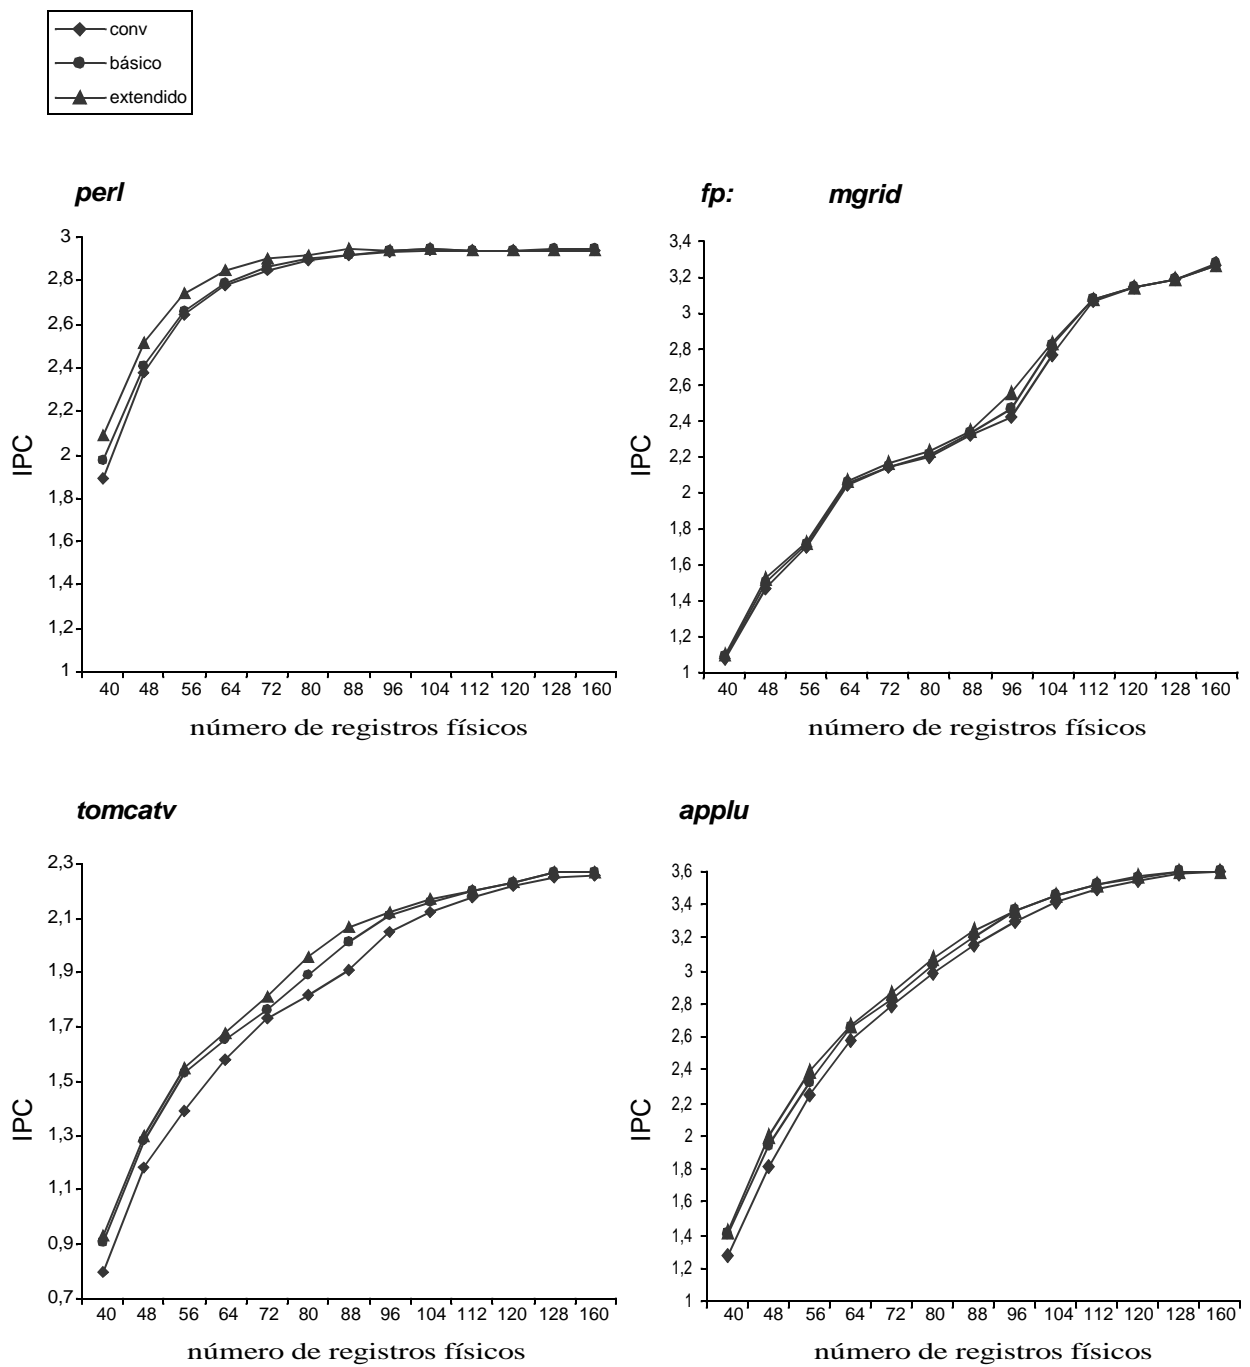 conv
básico
extendido
perl
3
2,8
2,6
2,4
2,2
2
1,8
1,6
1,4
1,2
1
IPC
40 48 56 64 72 80 88 96 104 112 120 128 160
número de registros físicos
fp: mgrid
3,4
3,2
3
2,8
2,6
2,4
2,2
2
1,8
1,6
1,4
1,2
1
IPC
40 48 56 64 72 80 88 96 104 112 120 128 160
número de registros físicos
tomcatv
2,3
2,1
1,9
1,7
1,5
1,3
1,1
0,9
0,7
IPC
40 48 56 64 72 80 88 96 104 112 120 128 160
número de registros físicos
applu
3,6
3,4
3,2
3
2,8
2,6
2,4
2,2
2
1,8
1,6
1,4
1,2
1
IPC
40 48 56 64 72 80 88 96 104 112 120 128 160
número de registros físicos